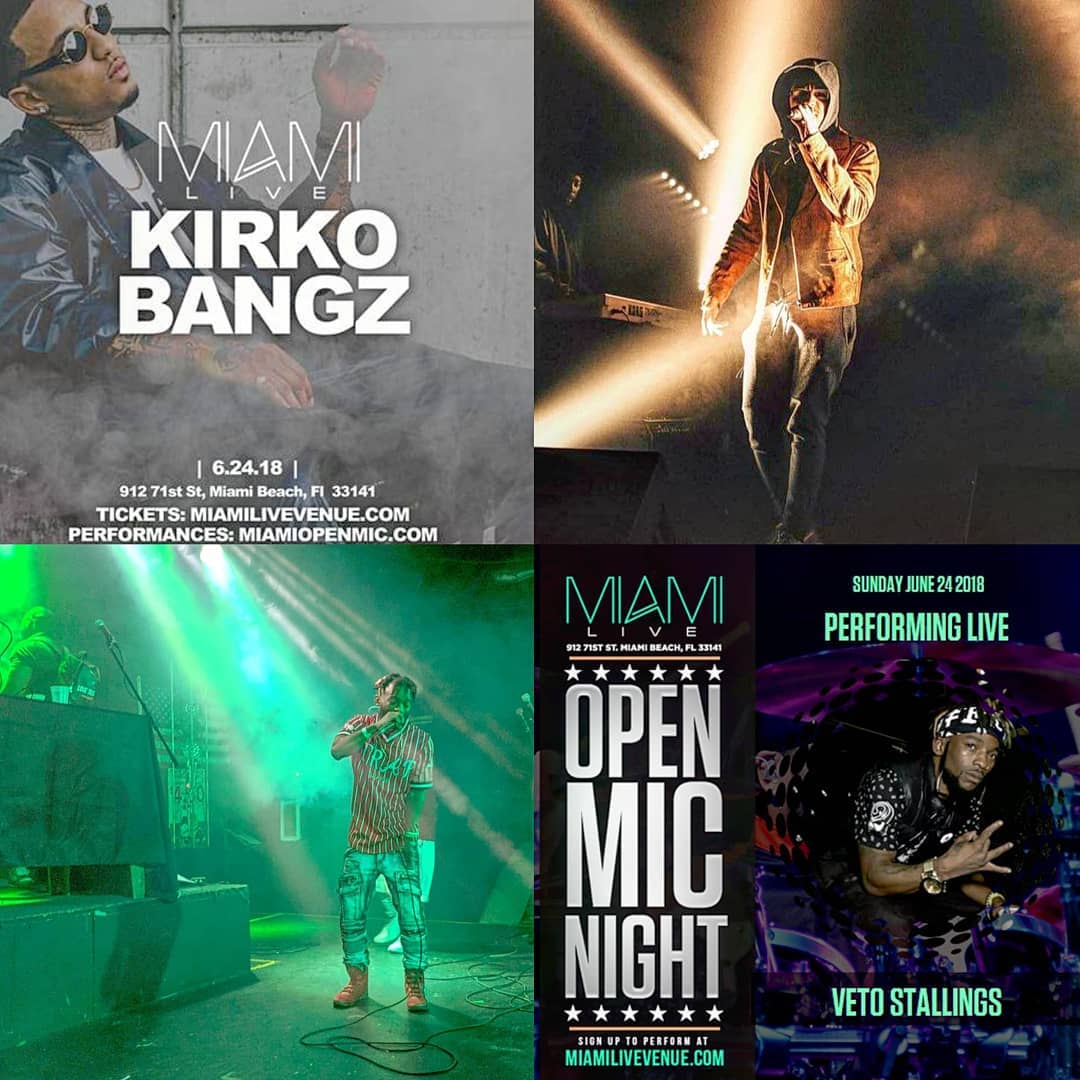 MIAMI
LIVE
KIRKO
BANGZ
| 6.24.18 |
912 71st St, Miami Beach, Fl 33141
TICKETS: MIAMILIVEVENUE.COM
PERFORMANCES: MIAMIOPENMIC.COM
KORG
TRAP
MIAMI
LIVE
912 71ST ST. MIAMI BEACH, FL 33141
OPEN
MIC
NIGHT
SIGN UP TO PERFORM AT
MIAMILIVEVENUE.COM
SUNDAY JUNE 24 2018
PERFORMING LIVE
VETO STALLINGS